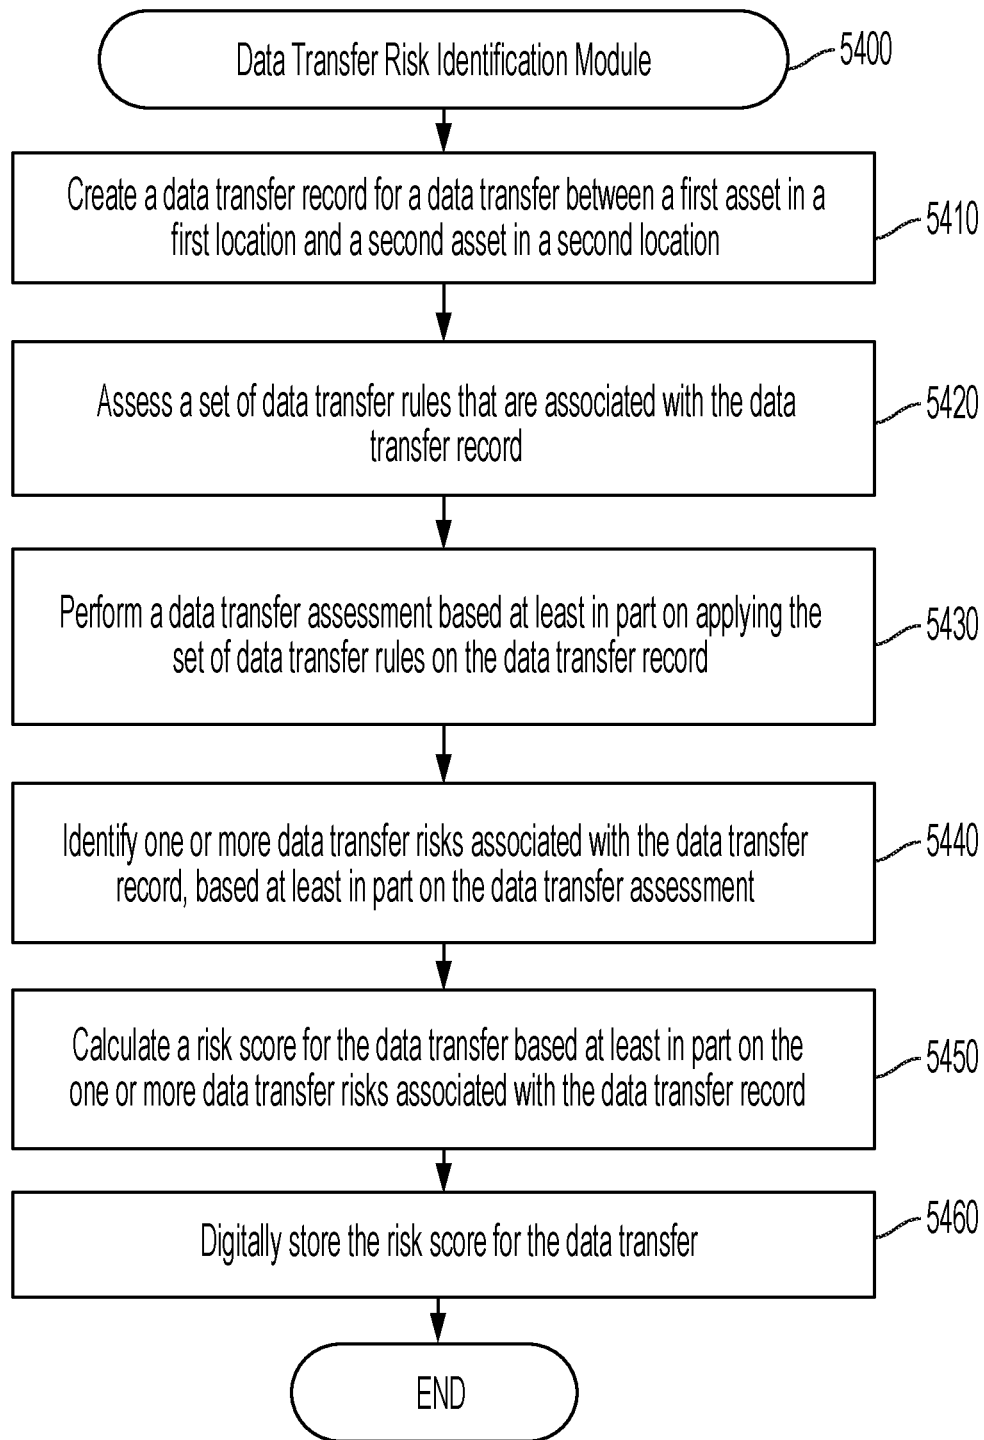 Data Transfer Risk Identification Module
5400
Create a data transfer record for a data transfer between a first asset in a
first location and a second asset in a second location
5410
Assess a set of data transfer rules that are associated with the data
transfer record
5420
Perform a data transfer assessment based at least in part on applying the
set of data transfer rules on the data transfer record
5430
Identify one or more data transfer risks associated with the data transfer
record, based at least in part on the data transfer assessment
5440
Calculate a risk score for the data transfer based at least in part on the
one or more data transfer risks associated with the data transfer record
5450
Digitally store the risk score for the data transfer
5460
END